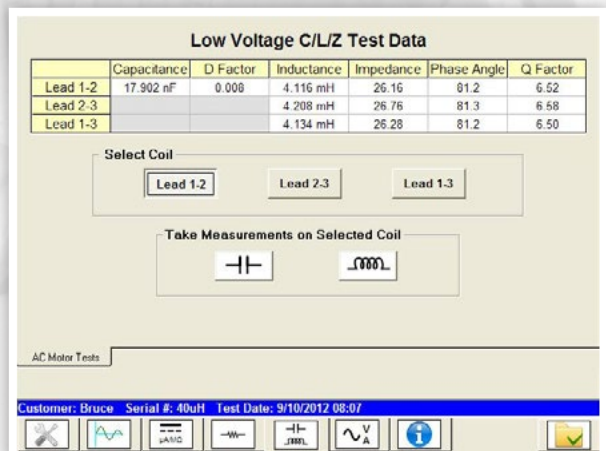 Low Voltage C/L/Z Test Data
Capacitance D Factor Inductance Impedance Phase Angle Q Factor
Lead 1-2 17.902 nF 0.008 4.116 mH 26.16 81.2 6.52
Lead 2-3 4.208 mH 26.76 81.3 6.58
Lead 1-3 4.134 mH 26.28 81.2 6.50
Select Coil
Lead 1-2 Lead 2-3 Lead 1-3
Take Measurements on Selected Coil
AC Motor Tests
Customer: Bruce Serial #: 40uH Test Date: 9/10/2012 08:07
μAMΩ V A i